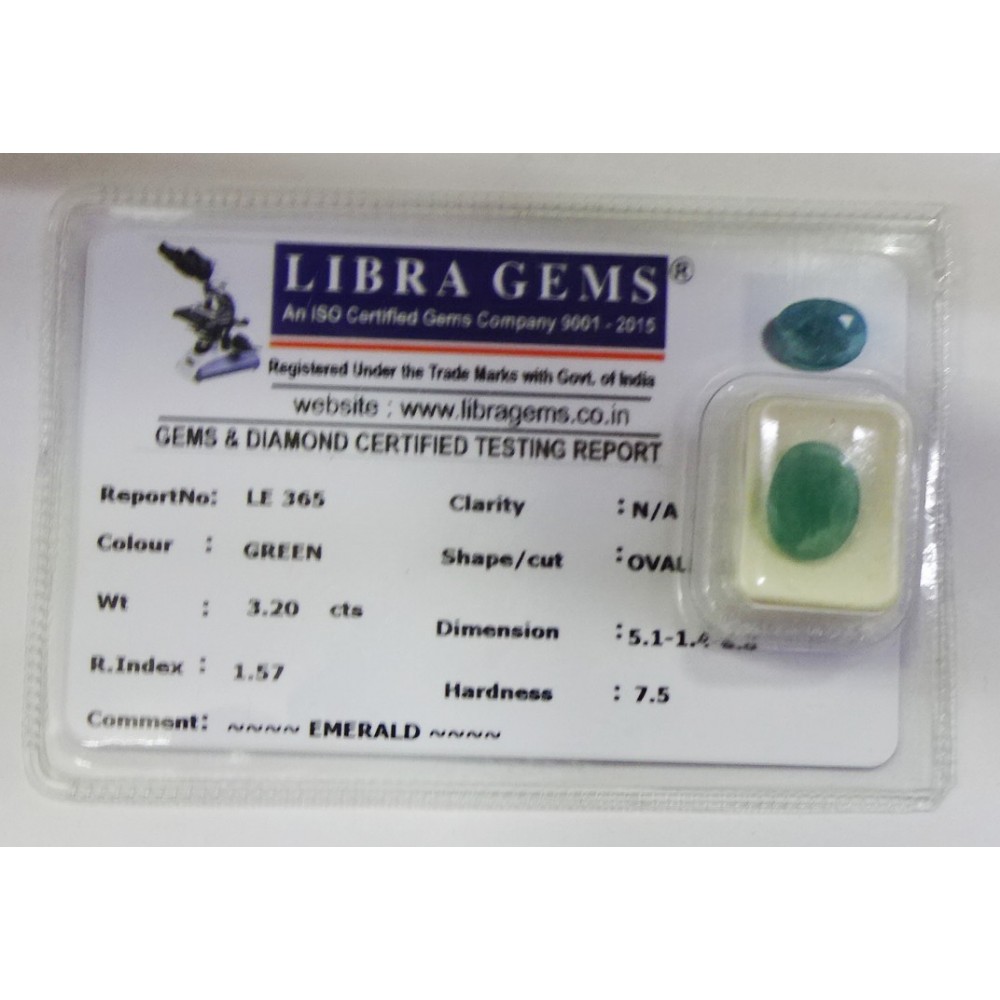 LIBRA GEMS®
An ISO Certified Gems Company 9001 - 2015
Registered Under the Trade Marks with Govt. of India
website : www.libragems.co.in
GEMS & DIAMOND CERTIFIED TESTING REPORT
ReportNo: LE 365
Clarity : N/A
Colour : GREEN
Shape/cut : OVAL
Wt : 3.20 cts
Dimension : 5.1-1.4
R.Index : 1.57
Hardness : 7.5
Comment: ~~~~ EMERALD ~~~~